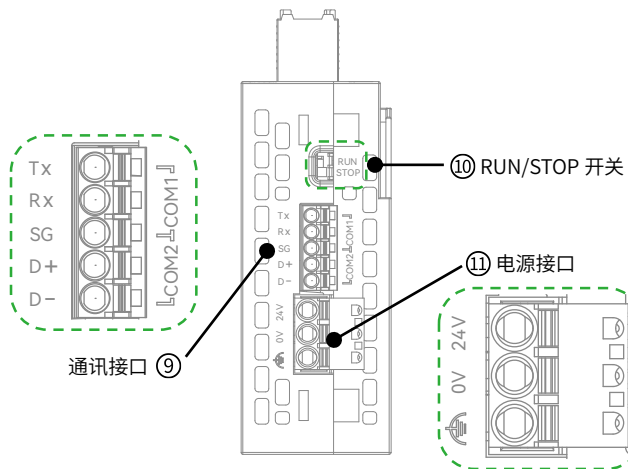 Tx
Rx
SG
D+
D-
COM1
COM2
RUN
STOP
Tx
Rx
SG
D+
D-
COM1
COM2
24V
0V
⑩ RUN/STOP 开关
⑪ 电源接口
通讯接口 ⑨
24V
0V